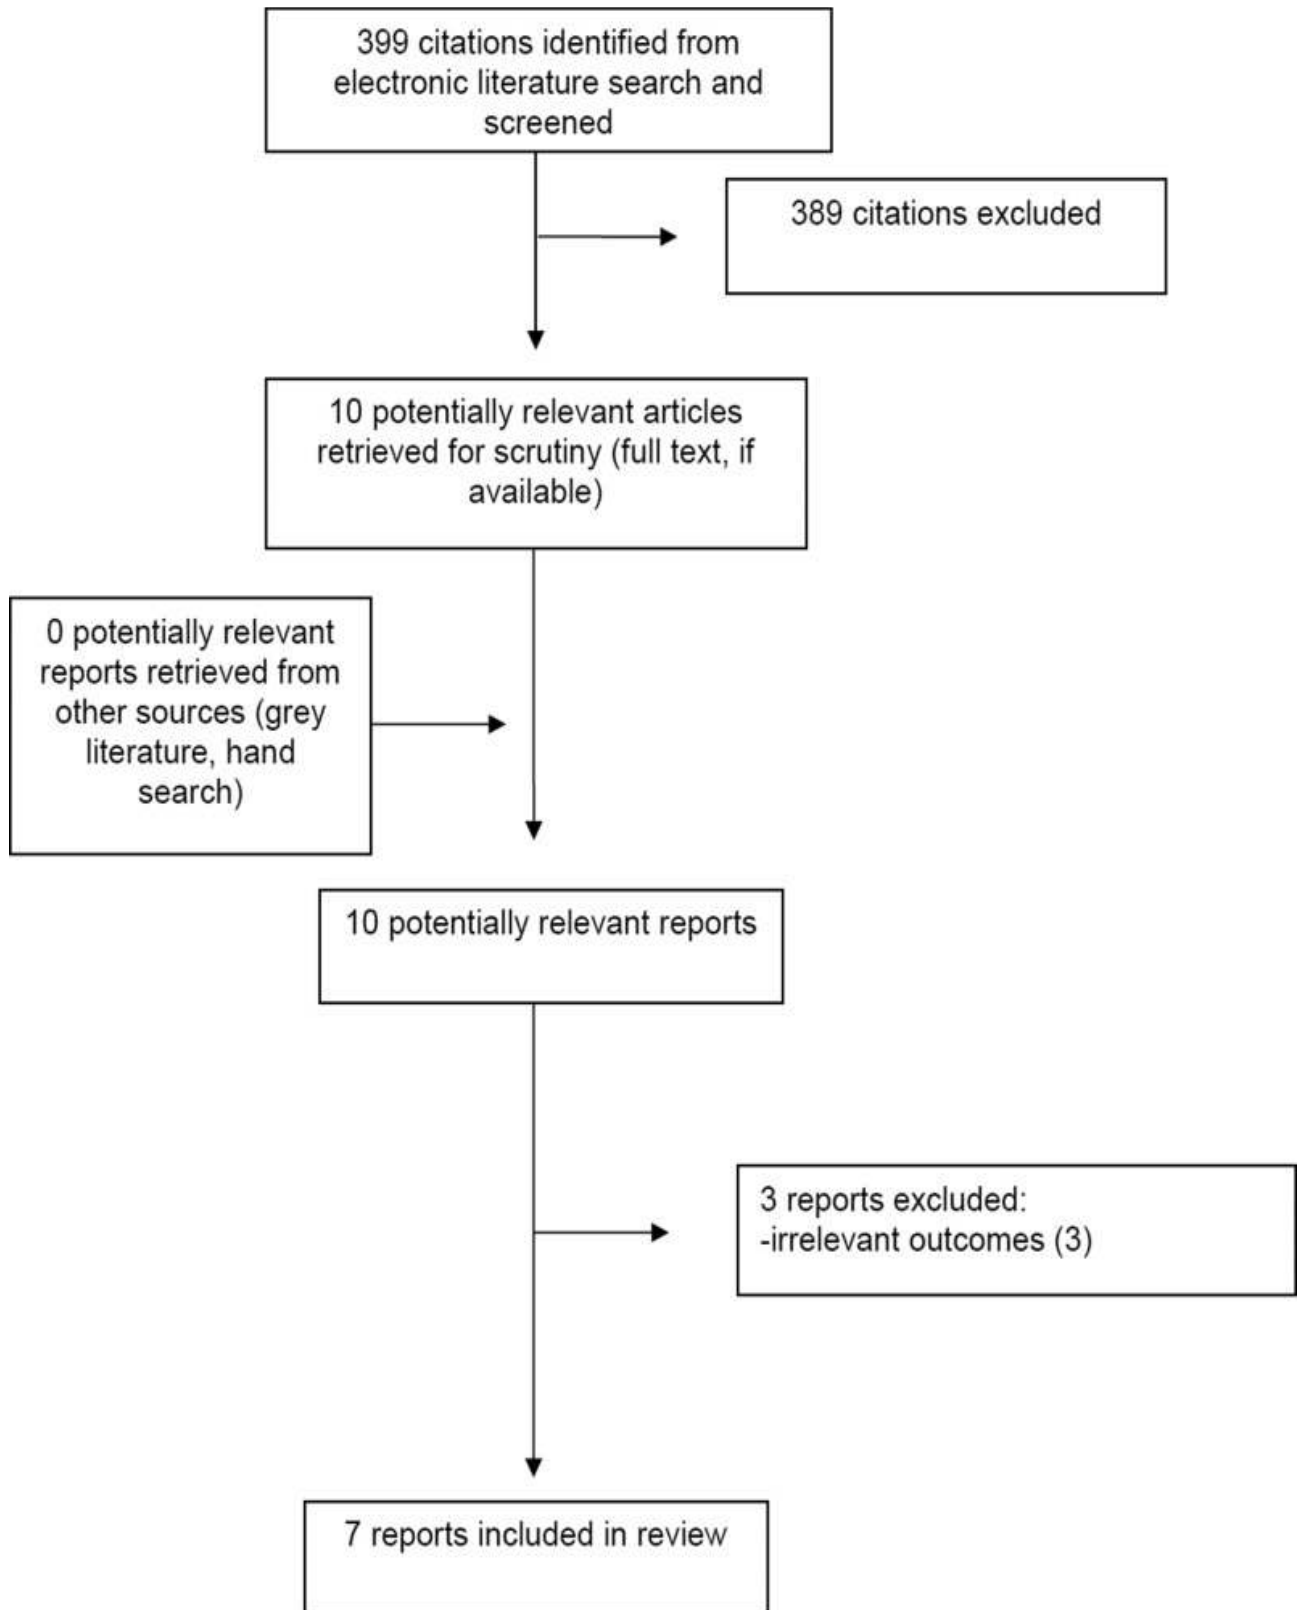 399 citations identified from
electronic literature search and
screened
389 citations excluded
10 potentially relevant articles
retrieved for scrutiny (full text, if
available)
0 potentially relevant
reports retrieved from
other sources (grey
literature, hand
search)
10 potentially relevant reports
3 reports excluded:
-irrelevant outcomes (3)
7 reports included in review